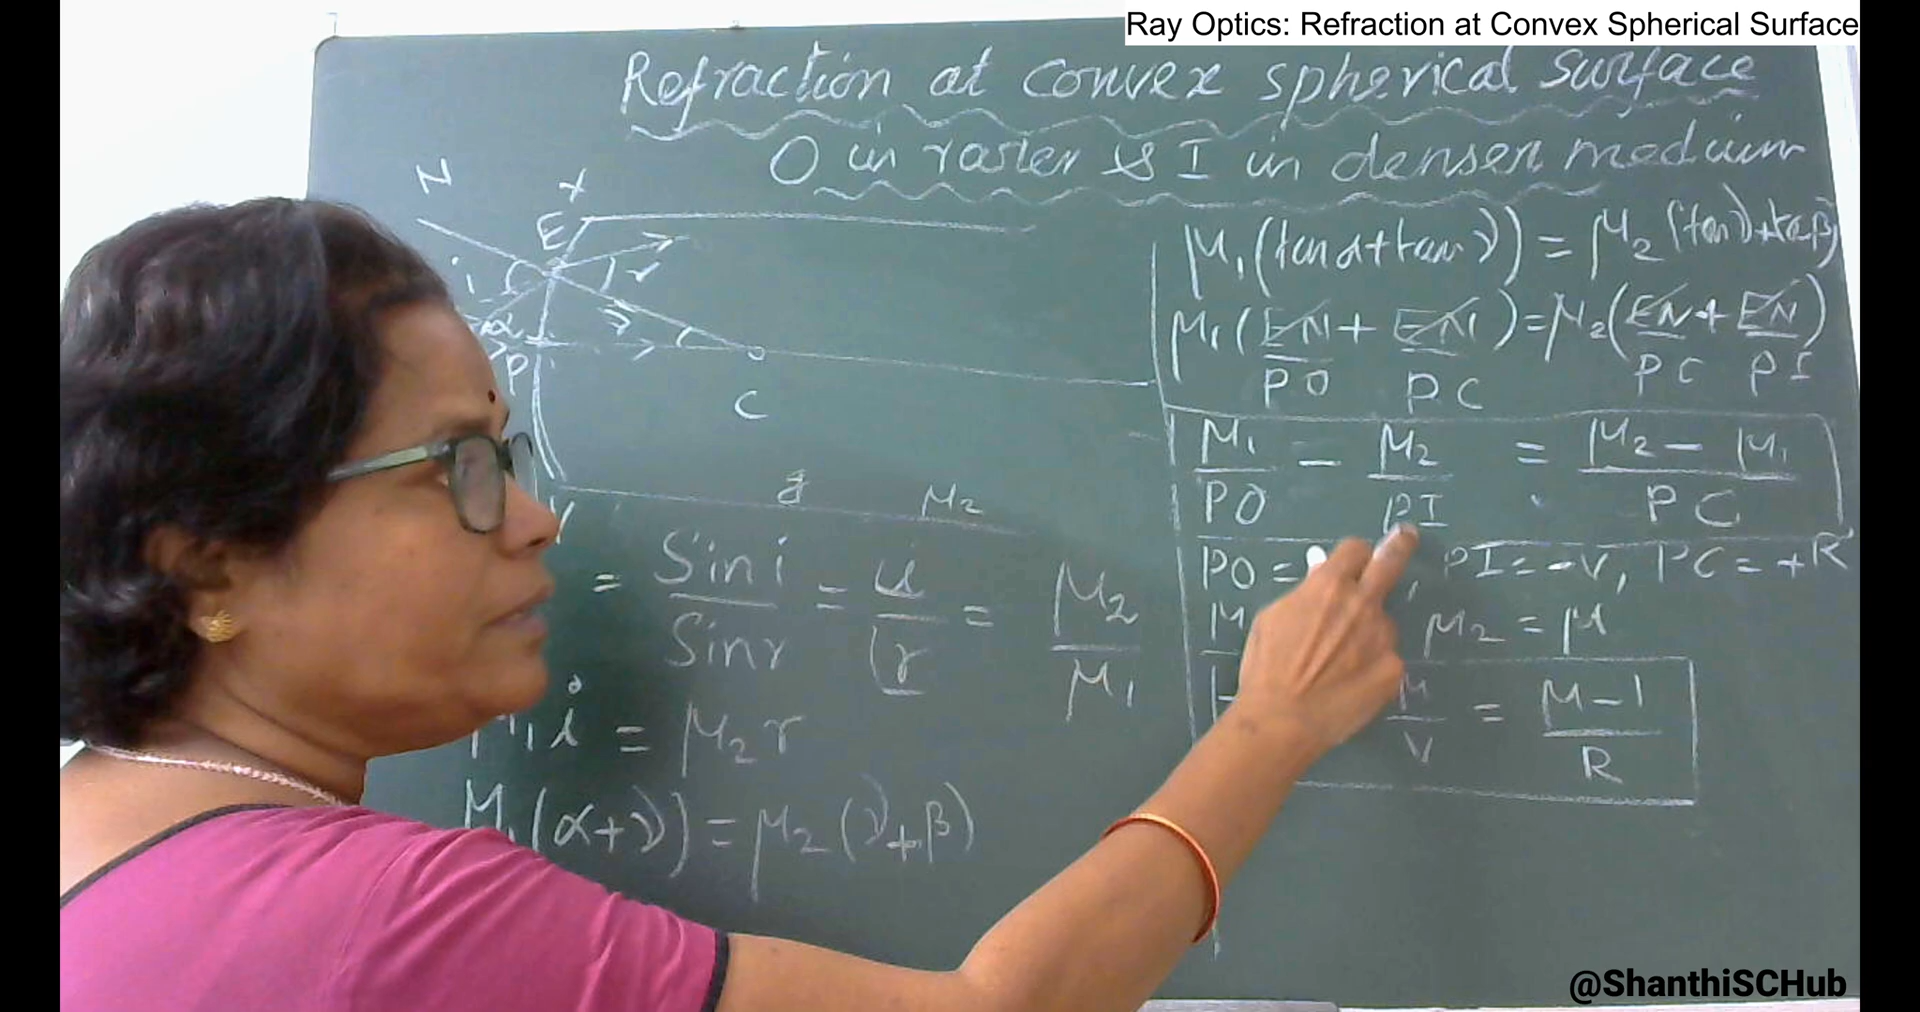 Ray Optics: Refraction at Convex Spherical Surface
Refraction at convex spherical surface
O in rarer & I in denser medium
N
X
E
i
r
α
P
C
μ2
= Sin i / Sin r = i / r = μ2 / μ1
μ1 i = μ2 r
μ1 (α+γ) = μ2 (γ+β)
μ1 (tan α + tan γ) = μ2 (tan γ + tan β)
μ1 ( EN/PO + EN/PC ) = μ2 ( EN/PC + EN/PI )
μ1/PO - μ2/PI = μ2 - μ1/PC
PO = , PI = -v, PC = +R
μ , μ2 = μ
μ/v = μ-1/R
@ShanthiSCHub